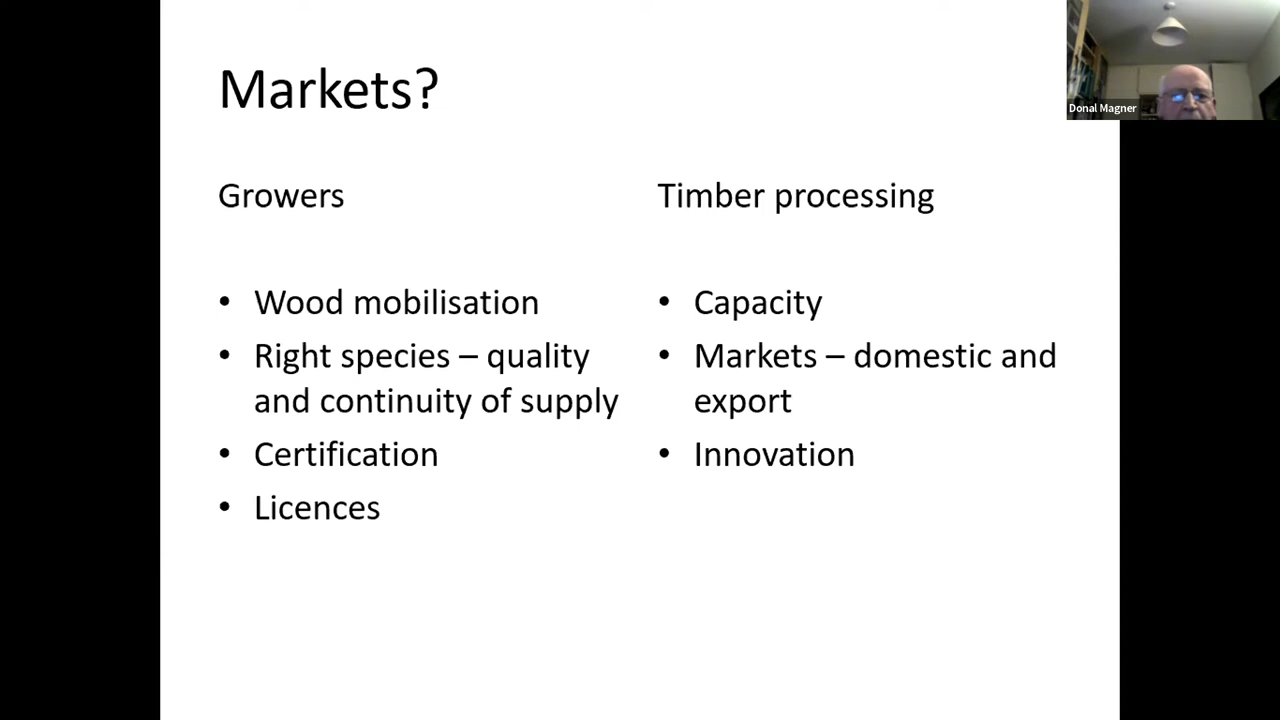 Markets?
Donal Magner
Growers
• Wood mobilisation
• Right species – quality
and continuity of supply
• Certification
• Licences
Timber processing
• Capacity
• Markets – domestic and
export
• Innovation